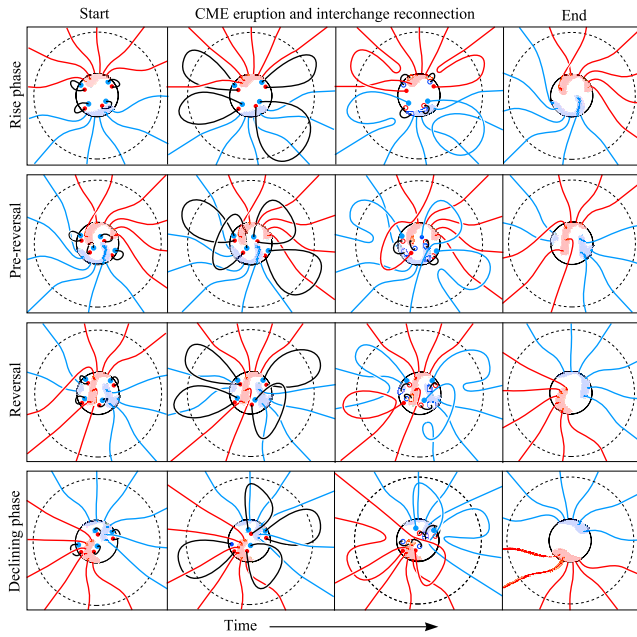 Start
CME eruption and interchange reconnection
End
Rise phase
Pre-reversal
Reversal
Declining phase
Time